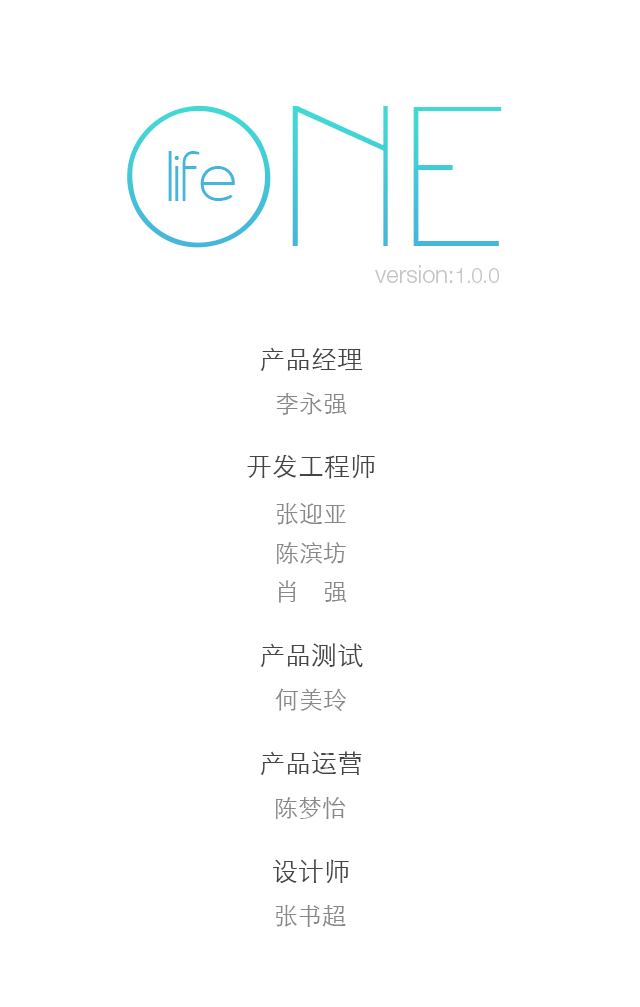 life
ONE
version:1.0.0
产品经理
李永强
开发工程师
张迎亚
陈滨坊
肖　强
产品测试
何美玲
产品运营
陈梦怡
设计师
张书超